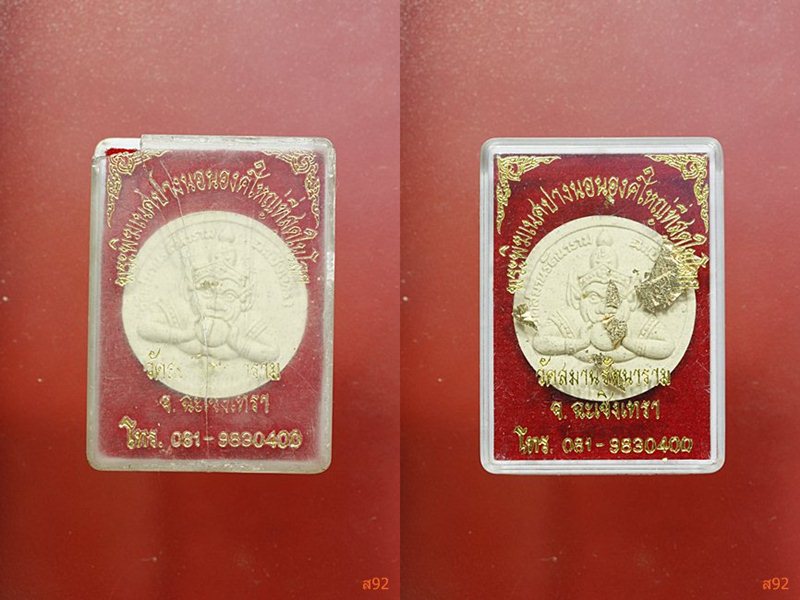 พระพิฆเนศปางนอนองค์ใหญ่ที่สุดในโลก
จ. ฉะเชิงเทรา
โทร. 081-9830400
ส92
พระพิฆเนศปางนอนองค์ใหญ่ที่สุดในโลก
วัดสมานรัตนาราม
จ. ฉะเชิงเทรา
โทร. 081-9830400
ส92